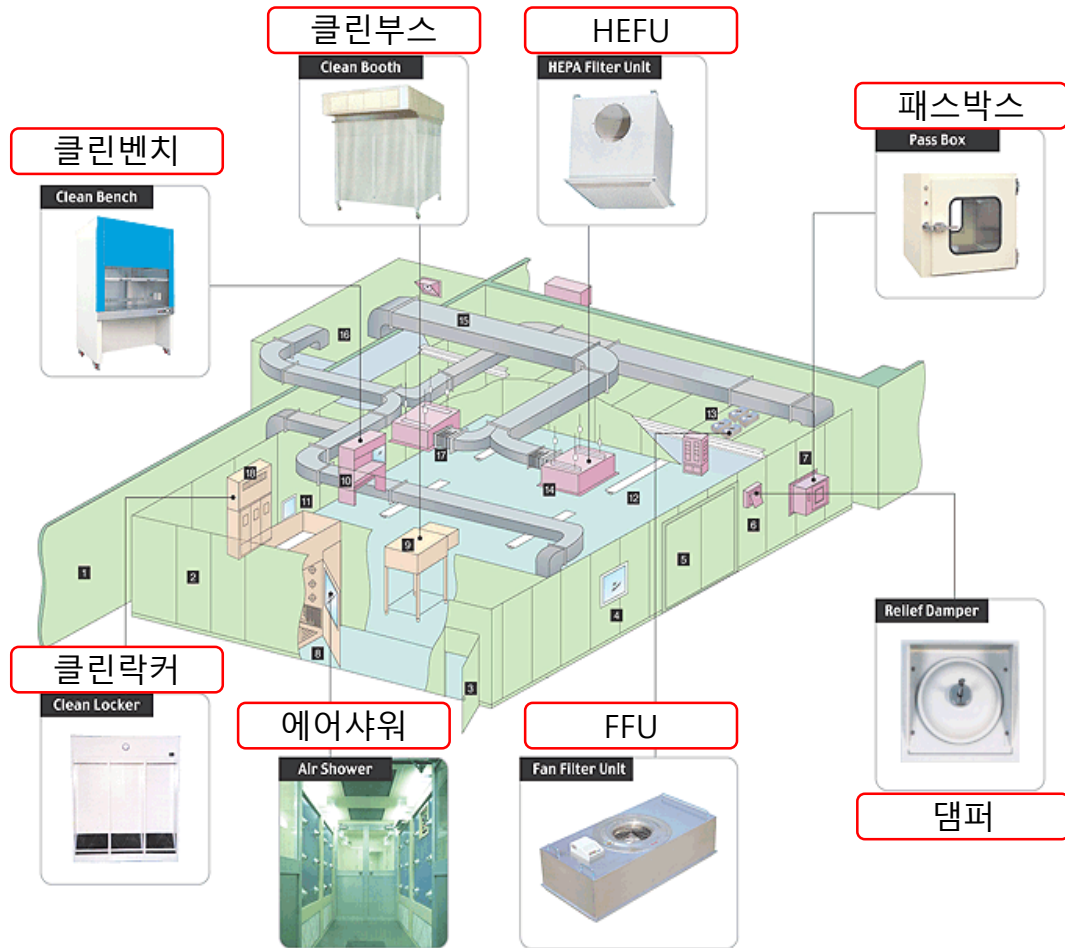 클린부스
HEFU
Clean Booth
HEPA Filter Unit
패스박스
Pass Box
클린벤치
Clean Bench
15
16
13
17
7
18
10
14
12
11
6
9
5
1
2
4
8
3
Relief Damper
클린락커
Clean Locker
에어샤워
FFU
Air Shower
Fan Filter Unit
댐퍼